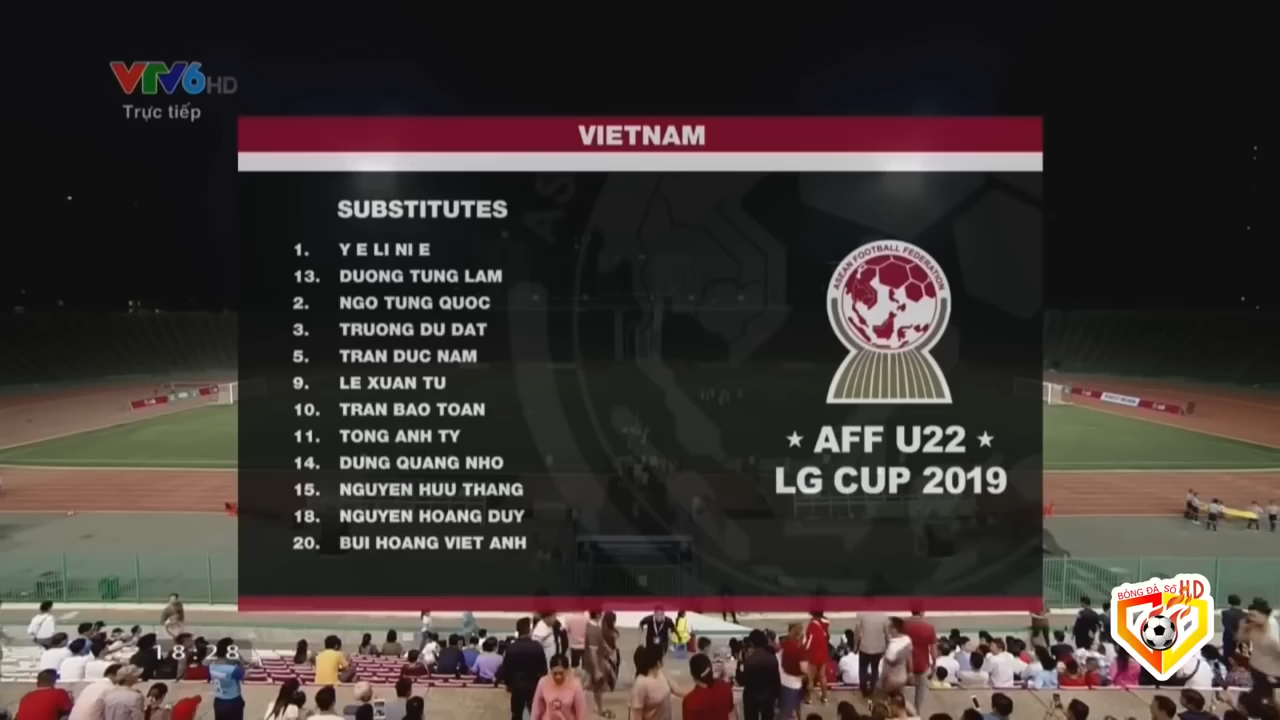 VTV6HD
Trực tiếp
VIETNAM
SUBSTITUTES
1. Y E LI NI E
13. DUONG TUNG LAM
2. NGO TUNG QUOC
3. TRUONG DU DAT
5. TRAN DUC NAM
9. LE XUAN TU
10. TRAN BAO TOAN
11. TONG ANH TY
14. DUNG QUANG NHO
15. NGUYEN HUU THANG
18. NGUYEN HOANG DUY
20. BUI HOANG VIET ANH
ASEAN FOOTBALL FEDERATION
★ AFF U22 ★
LG CUP 2019
BÓNG ĐÁ SỐ HD
18:28